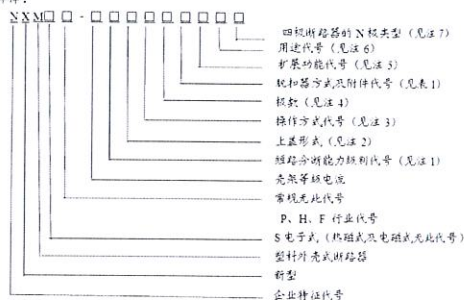 NXM□□-□□□□□□□□□
四极断路器的 N 极类型（见注 7）
用途代号（见注 6）
扩展功能代号（见注 5）
脱扣器方式及附件代号（见表 1）
极数（见注 4）
操作方式代号（见注 3）
上盖形式（见注 2）
短路分断能力级别代号（见注 1）
壳架等级电流
常规无此代号
P、H、F 行业代号
S 电子式（热磁式及电磁式无此代号）
塑料外壳式断路器
新型
企业特征代号